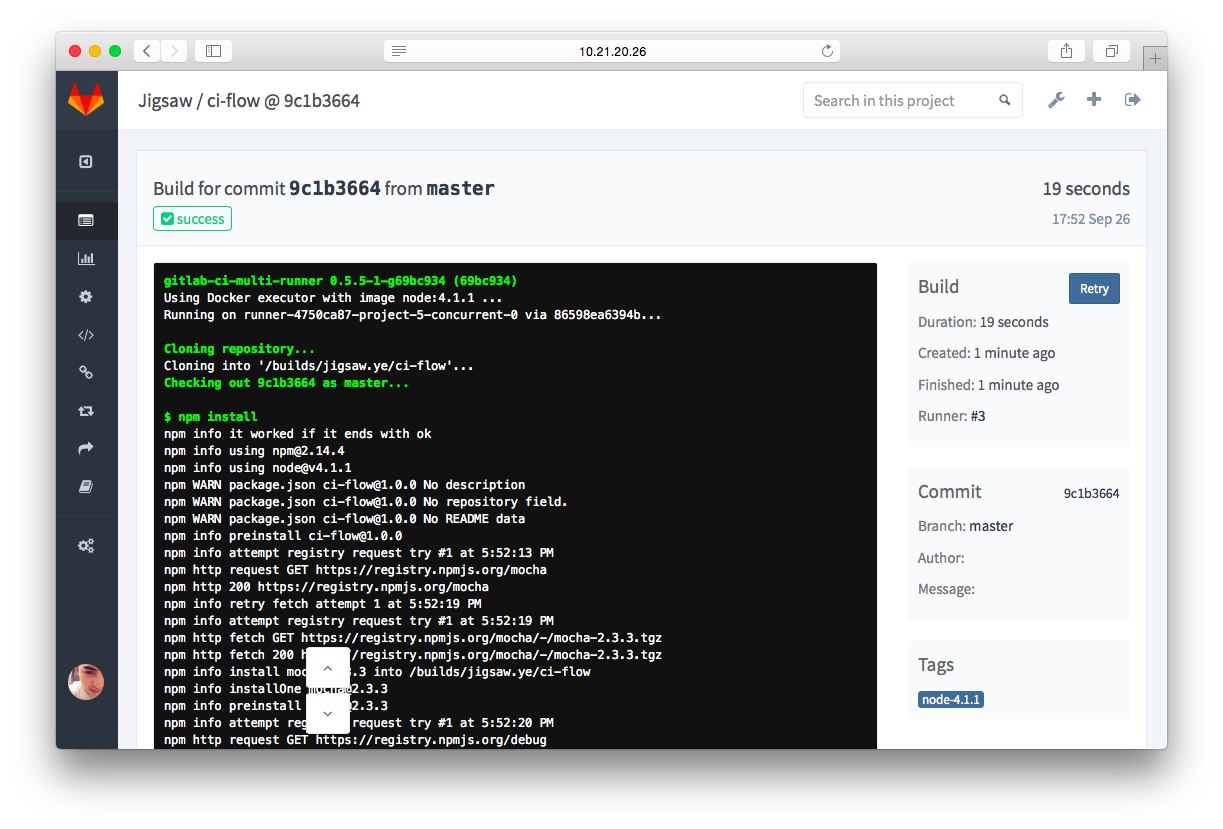 10.21.20.26
Jigsaw / ci-flow @ 9c1b3664
Search in this project
Build for commit 9c1b3664 from master
19 seconds
success
17:52 Sep 26
gitlab-ci-multi-runner 0.5.5-1-g69bc934 (69bc934)
Using Docker executor with image node:4.1.1 ...
Running on runner-4750ca87-project-5-concurrent-0 via 86598ea6394b...
Cloning repository...
Cloning into '/builds/jigsaw.ye/ci-flow'...
Checking out 9c1b3664 as master...
$ npm install
npm info it worked if it ends with ok
npm info using npm@2.14.4
npm info using node@v4.1.1
npm WARN package.json ci-flow@1.0.0 No description
npm WARN package.json ci-flow@1.0.0 No repository field.
npm WARN package.json ci-flow@1.0.0 No README data
npm info preinstall ci-flow@1.0.0
npm info attempt registry request try #1 at 5:52:13 PM
npm http request GET https://registry.npmjs.org/mocha
npm http 200 https://registry.npmjs.org/mocha
npm info retry fetch attempt 1 at 5:52:19 PM
npm info attempt registry request try #1 at 5:52:19 PM
npm http fetch GET https://registry.npmjs.org/mocha/-/mocha-2.3.3.tgz
npm http fetch 200 h //registry.npmjs.org/mocha/-/mocha-2.3.3.tgz
npm info install moc .3 into /builds/jigsaw.ye/ci-flow
npm info installOne mocha@2.3.3
npm info preinstall 2.3.3
npm info attempt reg request try #1 at 5:52:20 PM
npm http request GET https://registry.npmjs.org/debug
Build
Retry
Duration: 19 seconds
Created: 1 minute ago
Finished: 1 minute ago
Runner: #3
Commit
9c1b3664
Branch: master
Author:
Message:
Tags
node-4.1.1